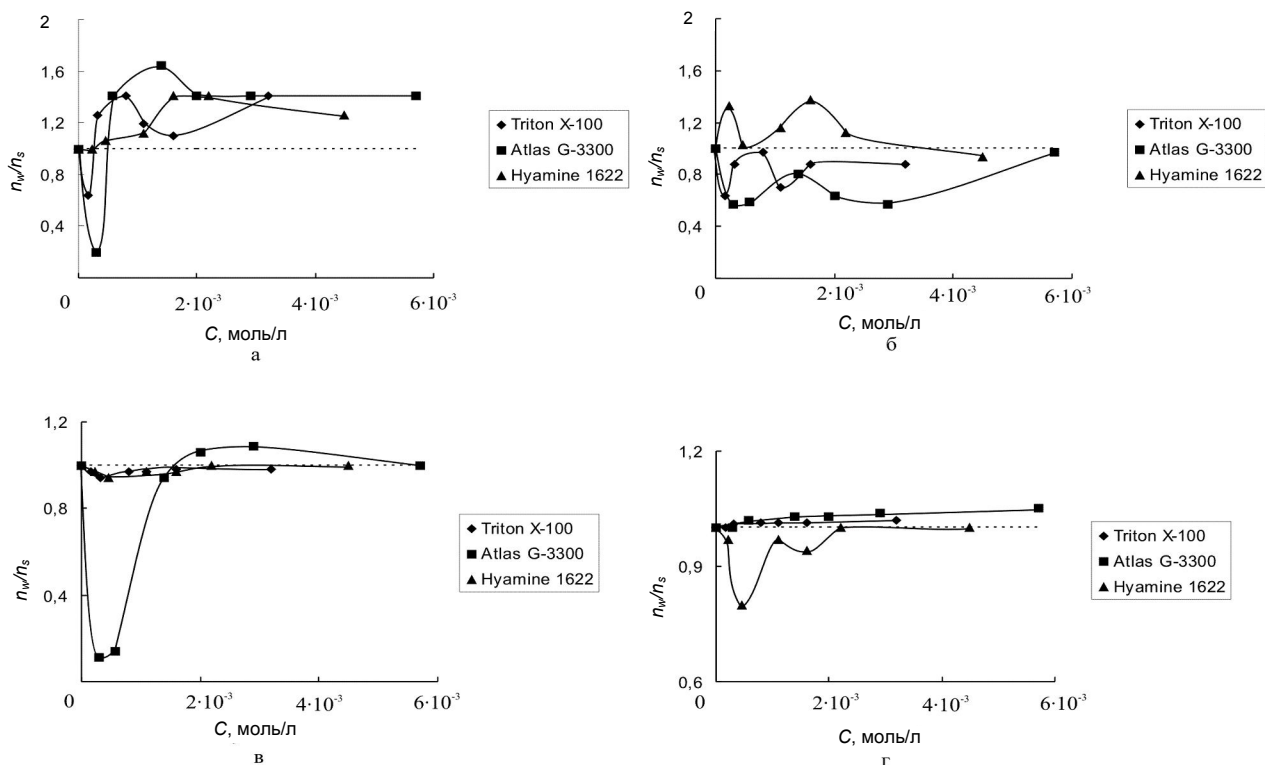 2
1,6
1,2
0,8
0,4
n_w/n_s
0
2·10⁻³
4·10⁻³
6·10⁻³
C, моль/л
а
Triton X-100
Atlas G-3300
Hyamine 1622
2
1,6
1,2
0,8
0,4
n_w/n_s
0
2·10⁻³
4·10⁻³
6·10⁻³
C, моль/л
б
Triton X-100
Atlas G-3300
Hyamine 1622
1,2
0,8
0,4
n_w/n_s
0
2·10⁻³
4·10⁻³
6·10⁻³
C, моль/л
в
Triton X-100
Atlas G-3300
Hyamine 1622
1,2
0,9
0,6
n_w/n_s
0
2·10⁻³
4·10⁻³
6·10⁻³
C, моль/л
г
Triton X-100
Atlas G-3300
Hyamine 1622